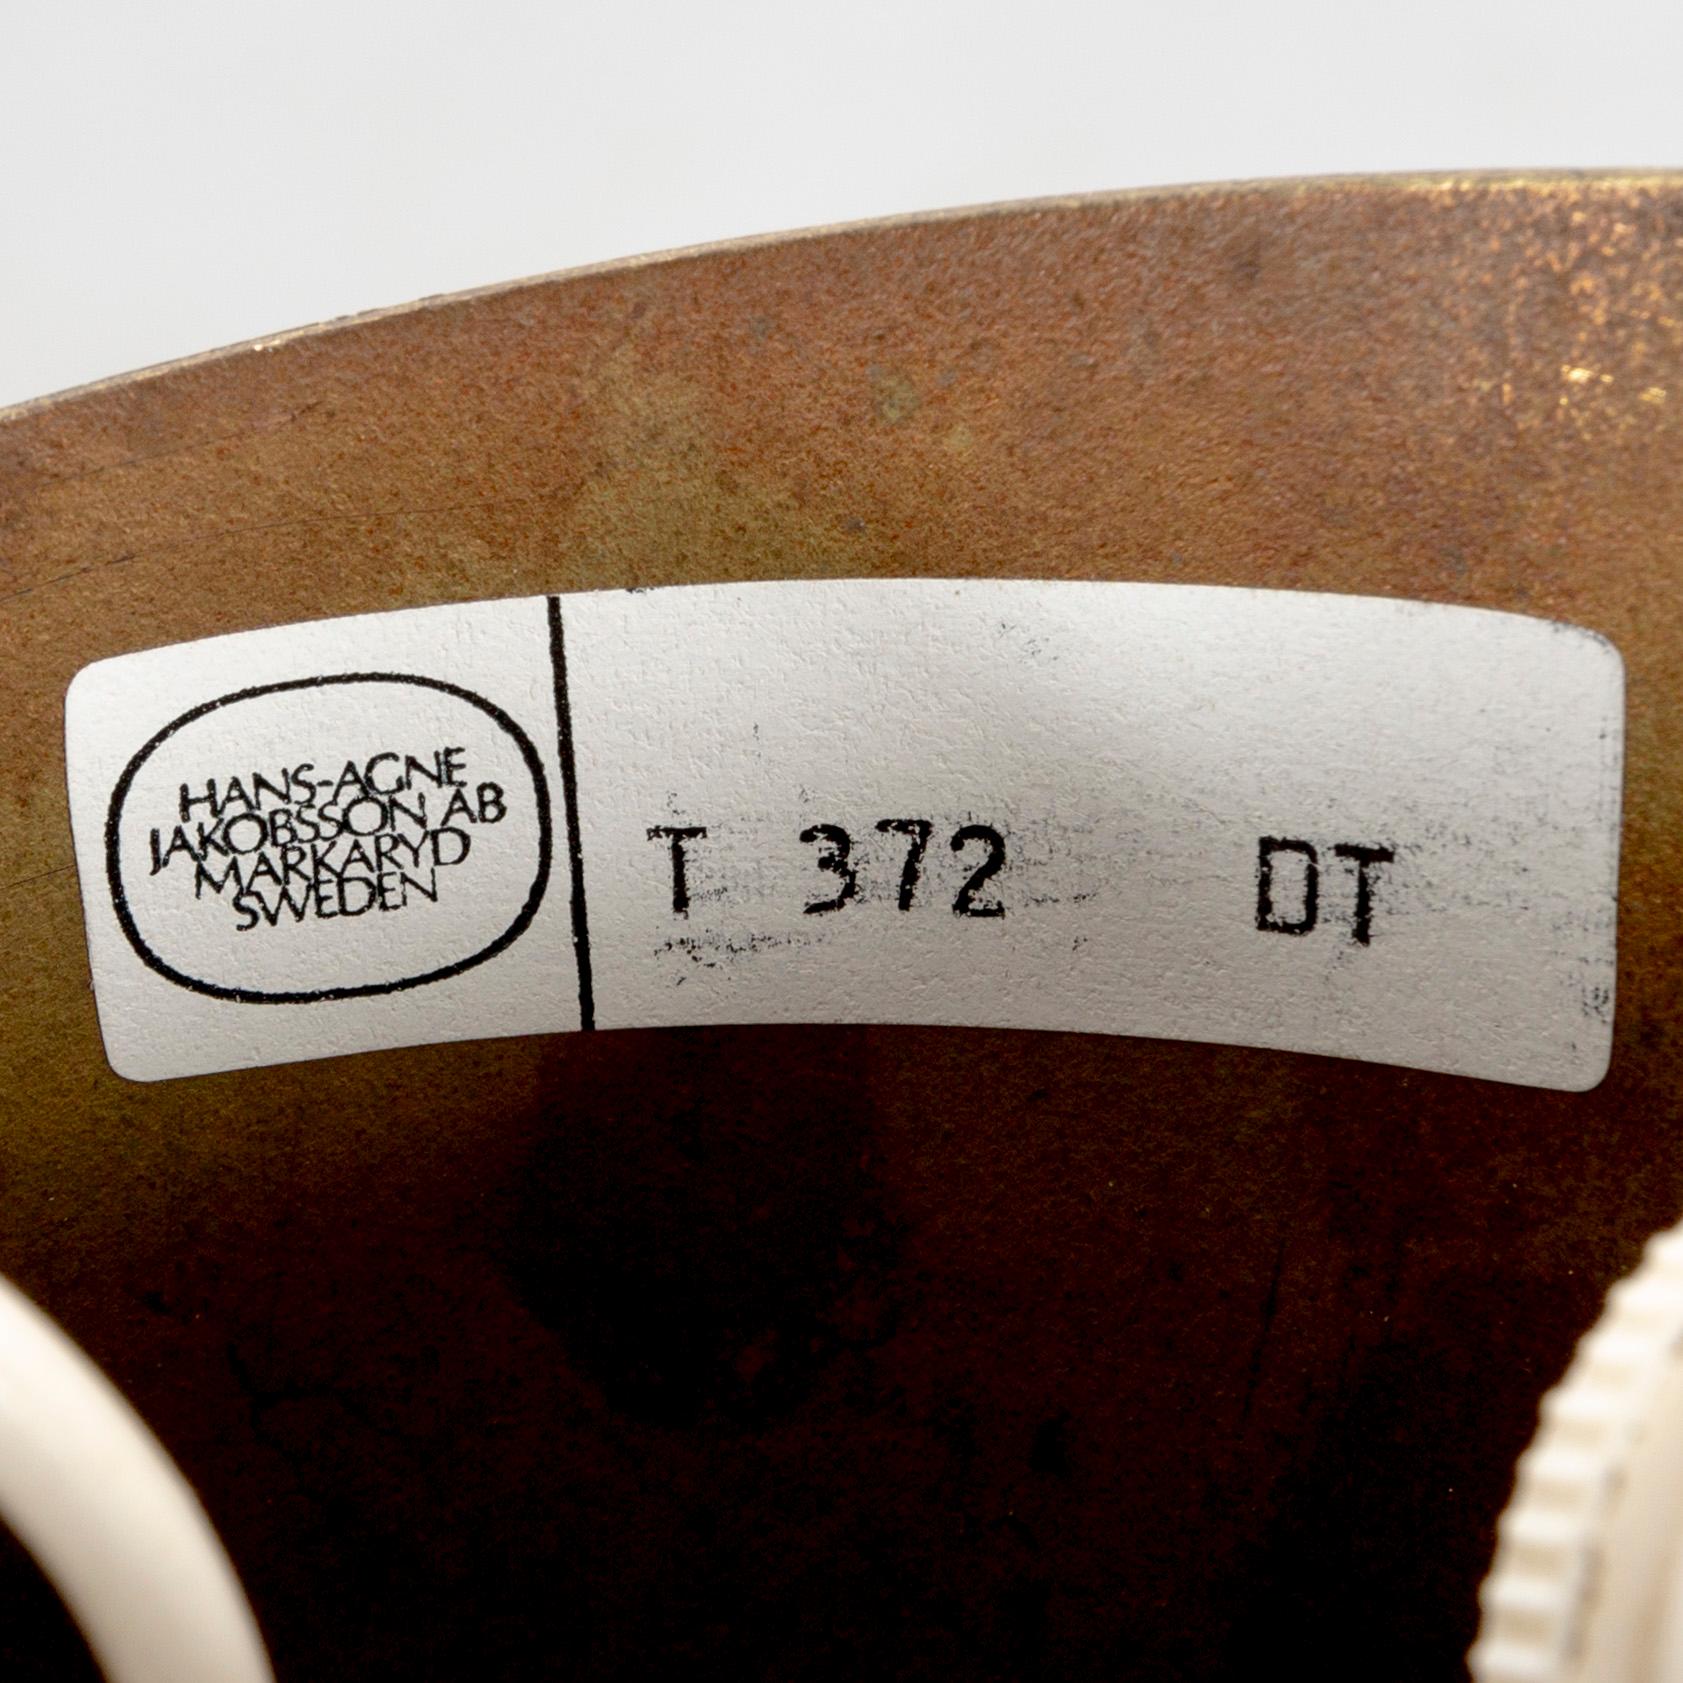 HANS-AGNE
JAKOBSSON AB
MARKARYD
SWEDEN
T 372 DT